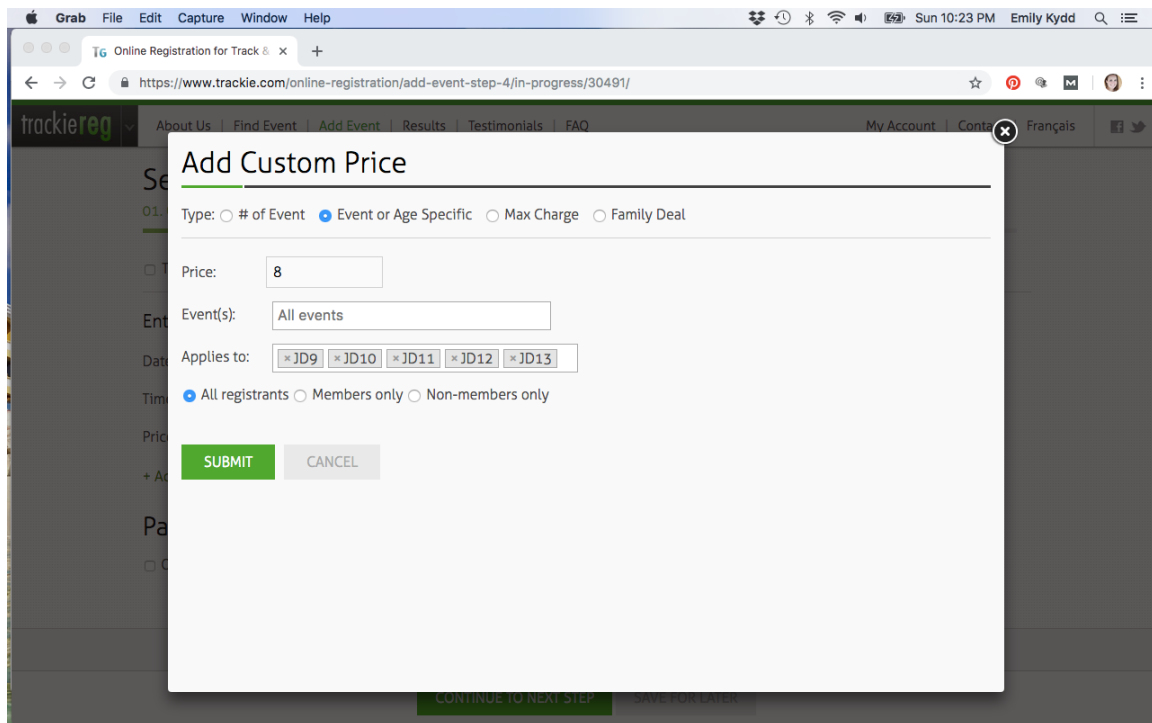 Grab File Edit Capture Window Help Sun 10:23 PM Emily Kydd
TG Online Registration for Track & × +
https://www.trackie.com/online-registration/add-event-step-4/in-progress/30491/
trackiereg About Us | Find Event | Add Event | Results | Testimonials | FAQ My Account | Français
Add Custom Price
Type: # of Event Event or Age Specific Max Charge Family Deal
Price: 8
Event(s): All events
Applies to: ×JD9 ×JD10 ×JD11 ×JD12 ×JD13
All registrants Members only Non-members only
SUBMIT CANCEL
01.
CONTINUE TO NEXT STEP SAVE FOR LATER